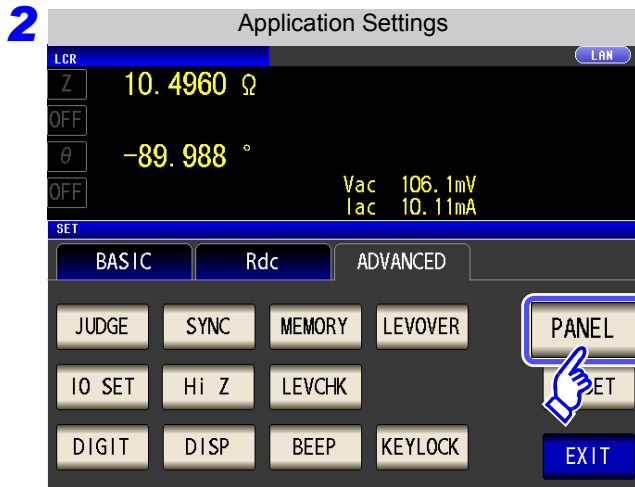 2 Application Settings
LCR LAN
Z 10.4960 Ω
OFF
θ -89.988 °
OFF
Vac 106.1mV
Iac 10.11mA
SET
BASIC Rdc ADVANCED
JUDGE SYNC MEMORY LEVOVER PANEL
IO SET Hi Z LEVCHK
DIGIT DISP BEEP KEYLOCK EXIT